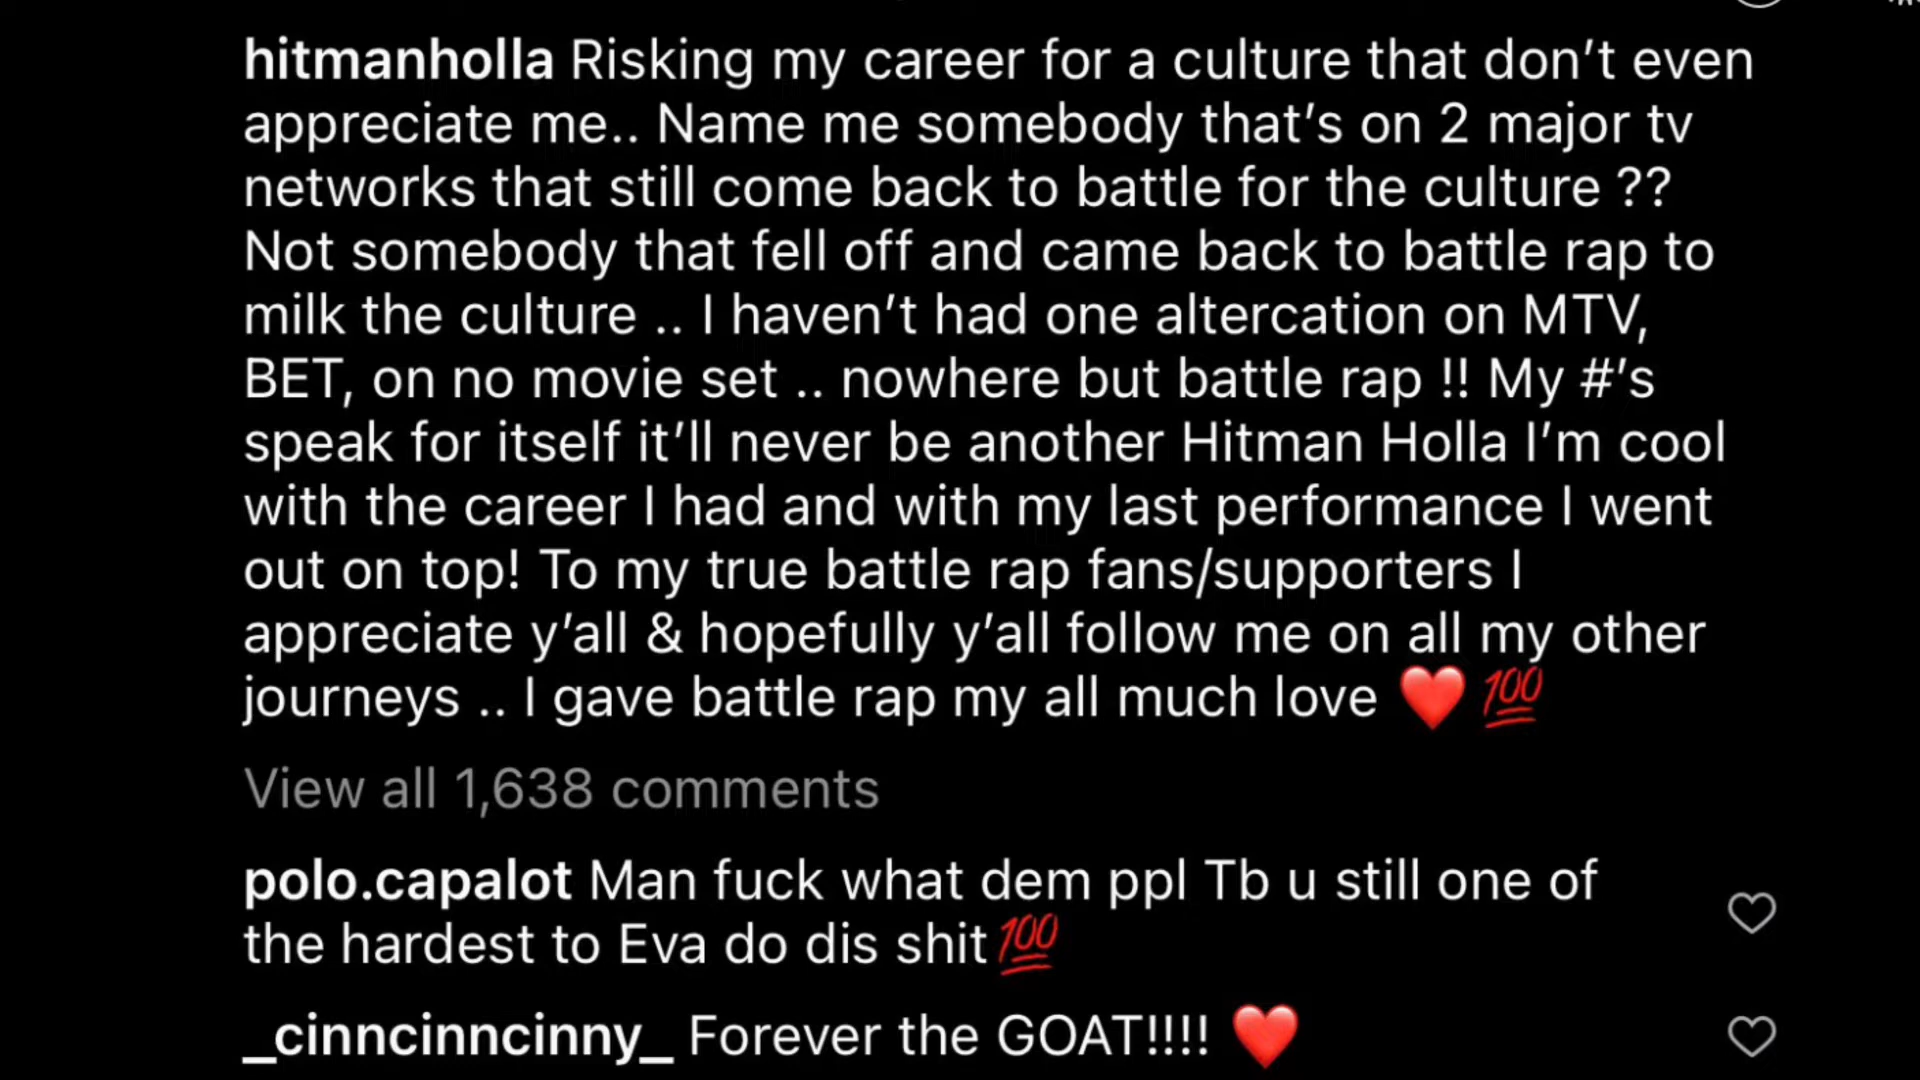 hitmanholla Risking my career for a culture that don’t even
appreciate me.. Name me somebody that’s on 2 major tv
networks that still come back to battle for the culture ??
Not somebody that fell off and came back to battle rap to
milk the culture .. I haven’t had one altercation on MTV,
BET, on no movie set .. nowhere but battle rap !! My #’s
speak for itself it’ll never be another Hitman Holla I’m cool
with the career I had and with my last performance I went
out on top! To my true battle rap fans/supporters I
appreciate y’all & hopefully y’all follow me on all my other
journeys .. I gave battle rap my all much love ❤️ 💯
View all 1,638 comments
polo.capalot Man fuck what dem ppl Tb u still one of
the hardest to Eva do dis shit💯
_cinncinncinny_ Forever the GOAT!!!! ❤️